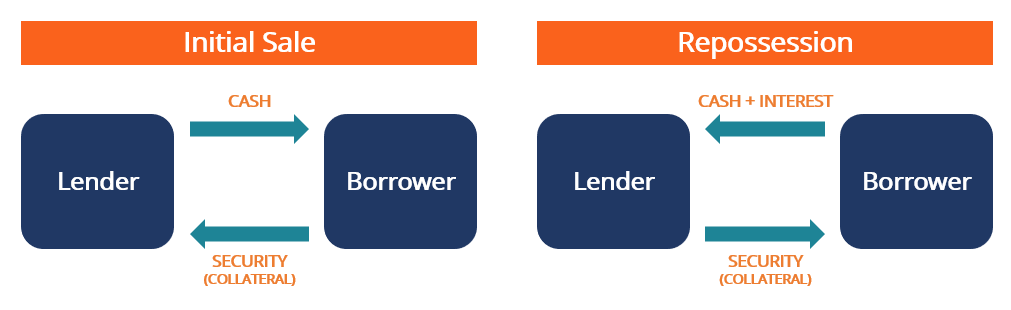 Initial Sale
CASH
Lender
Borrower
SECURITY
(COLLATERAL)
Repossession
CASH + INTEREST
Lender
Borrower
SECURITY
(COLLATERAL)